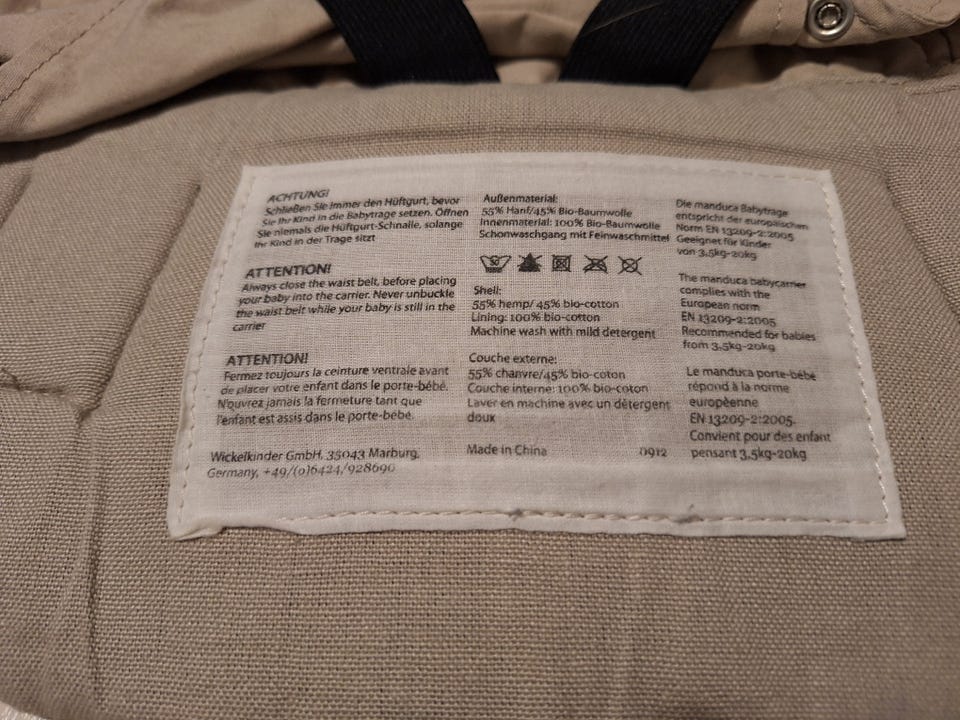 ACHTUNG!
Schließen Sie immer den Hüftgurt, bevor
Sie Ihr Kind in die Babytrage setzen. Öffnen
Sie niemals die Hüftgurt-Schnalle, solange
Ihr Kind in der Trage sitzt
ATTENTION!
Always close the waist belt, before placing
your baby into the carrier. Never unbuckle
the waist belt while your baby is still in the
carrier
ATTENTION!
Fermez toujours la ceinture ventrale avant
de placer votre enfant dans le porte-bébé.
N'ouvrez jamais la fermeture tant que
l'enfant est assis dans le porte-bébé.
Wickelkinder GmbH, 35043 Marburg,
Germany, +49/(0)6424/928690
Außenmaterial:
55% Hanf/45% Bio-Baumwolle
Innenmaterial: 100% Bio-Baumwolle
Schonwaschgang mit Feinwaschmittel
30
Shell:
55% hemp/ 45% bio-cotton
Lining: 100% bio-cotton
Machine wash with mild detergent
Couche externe:
55% chanvre/45% bio-coton
Couche interne: 100% bio-coton
Laver en machine avec un détergent
doux
Made in China 0912
Die manduca Babytrage
entspricht der europäischen
Norm EN 13209-2:2005
Geeignet für Kinder
von 3,5kg-20kg
The manduca babycarrier
complies with the
European norm
EN 13209-2:2005
Recommended for babies
from 3,5kg-20kg
Le manduca porte-bébé
répond à la norme
européenne
EN 13209-2:2005.
Convient pour des enfant
pensant 3,5kg-20kg